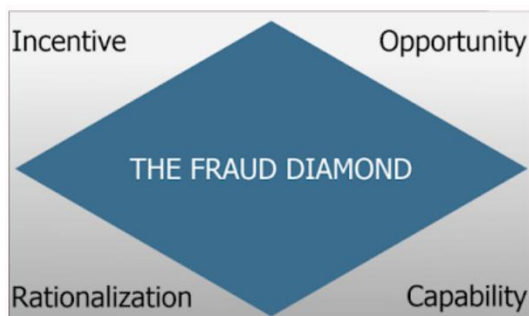 Incentive
Opportunity
THE FRAUD DIAMOND
Rationalization
Capability